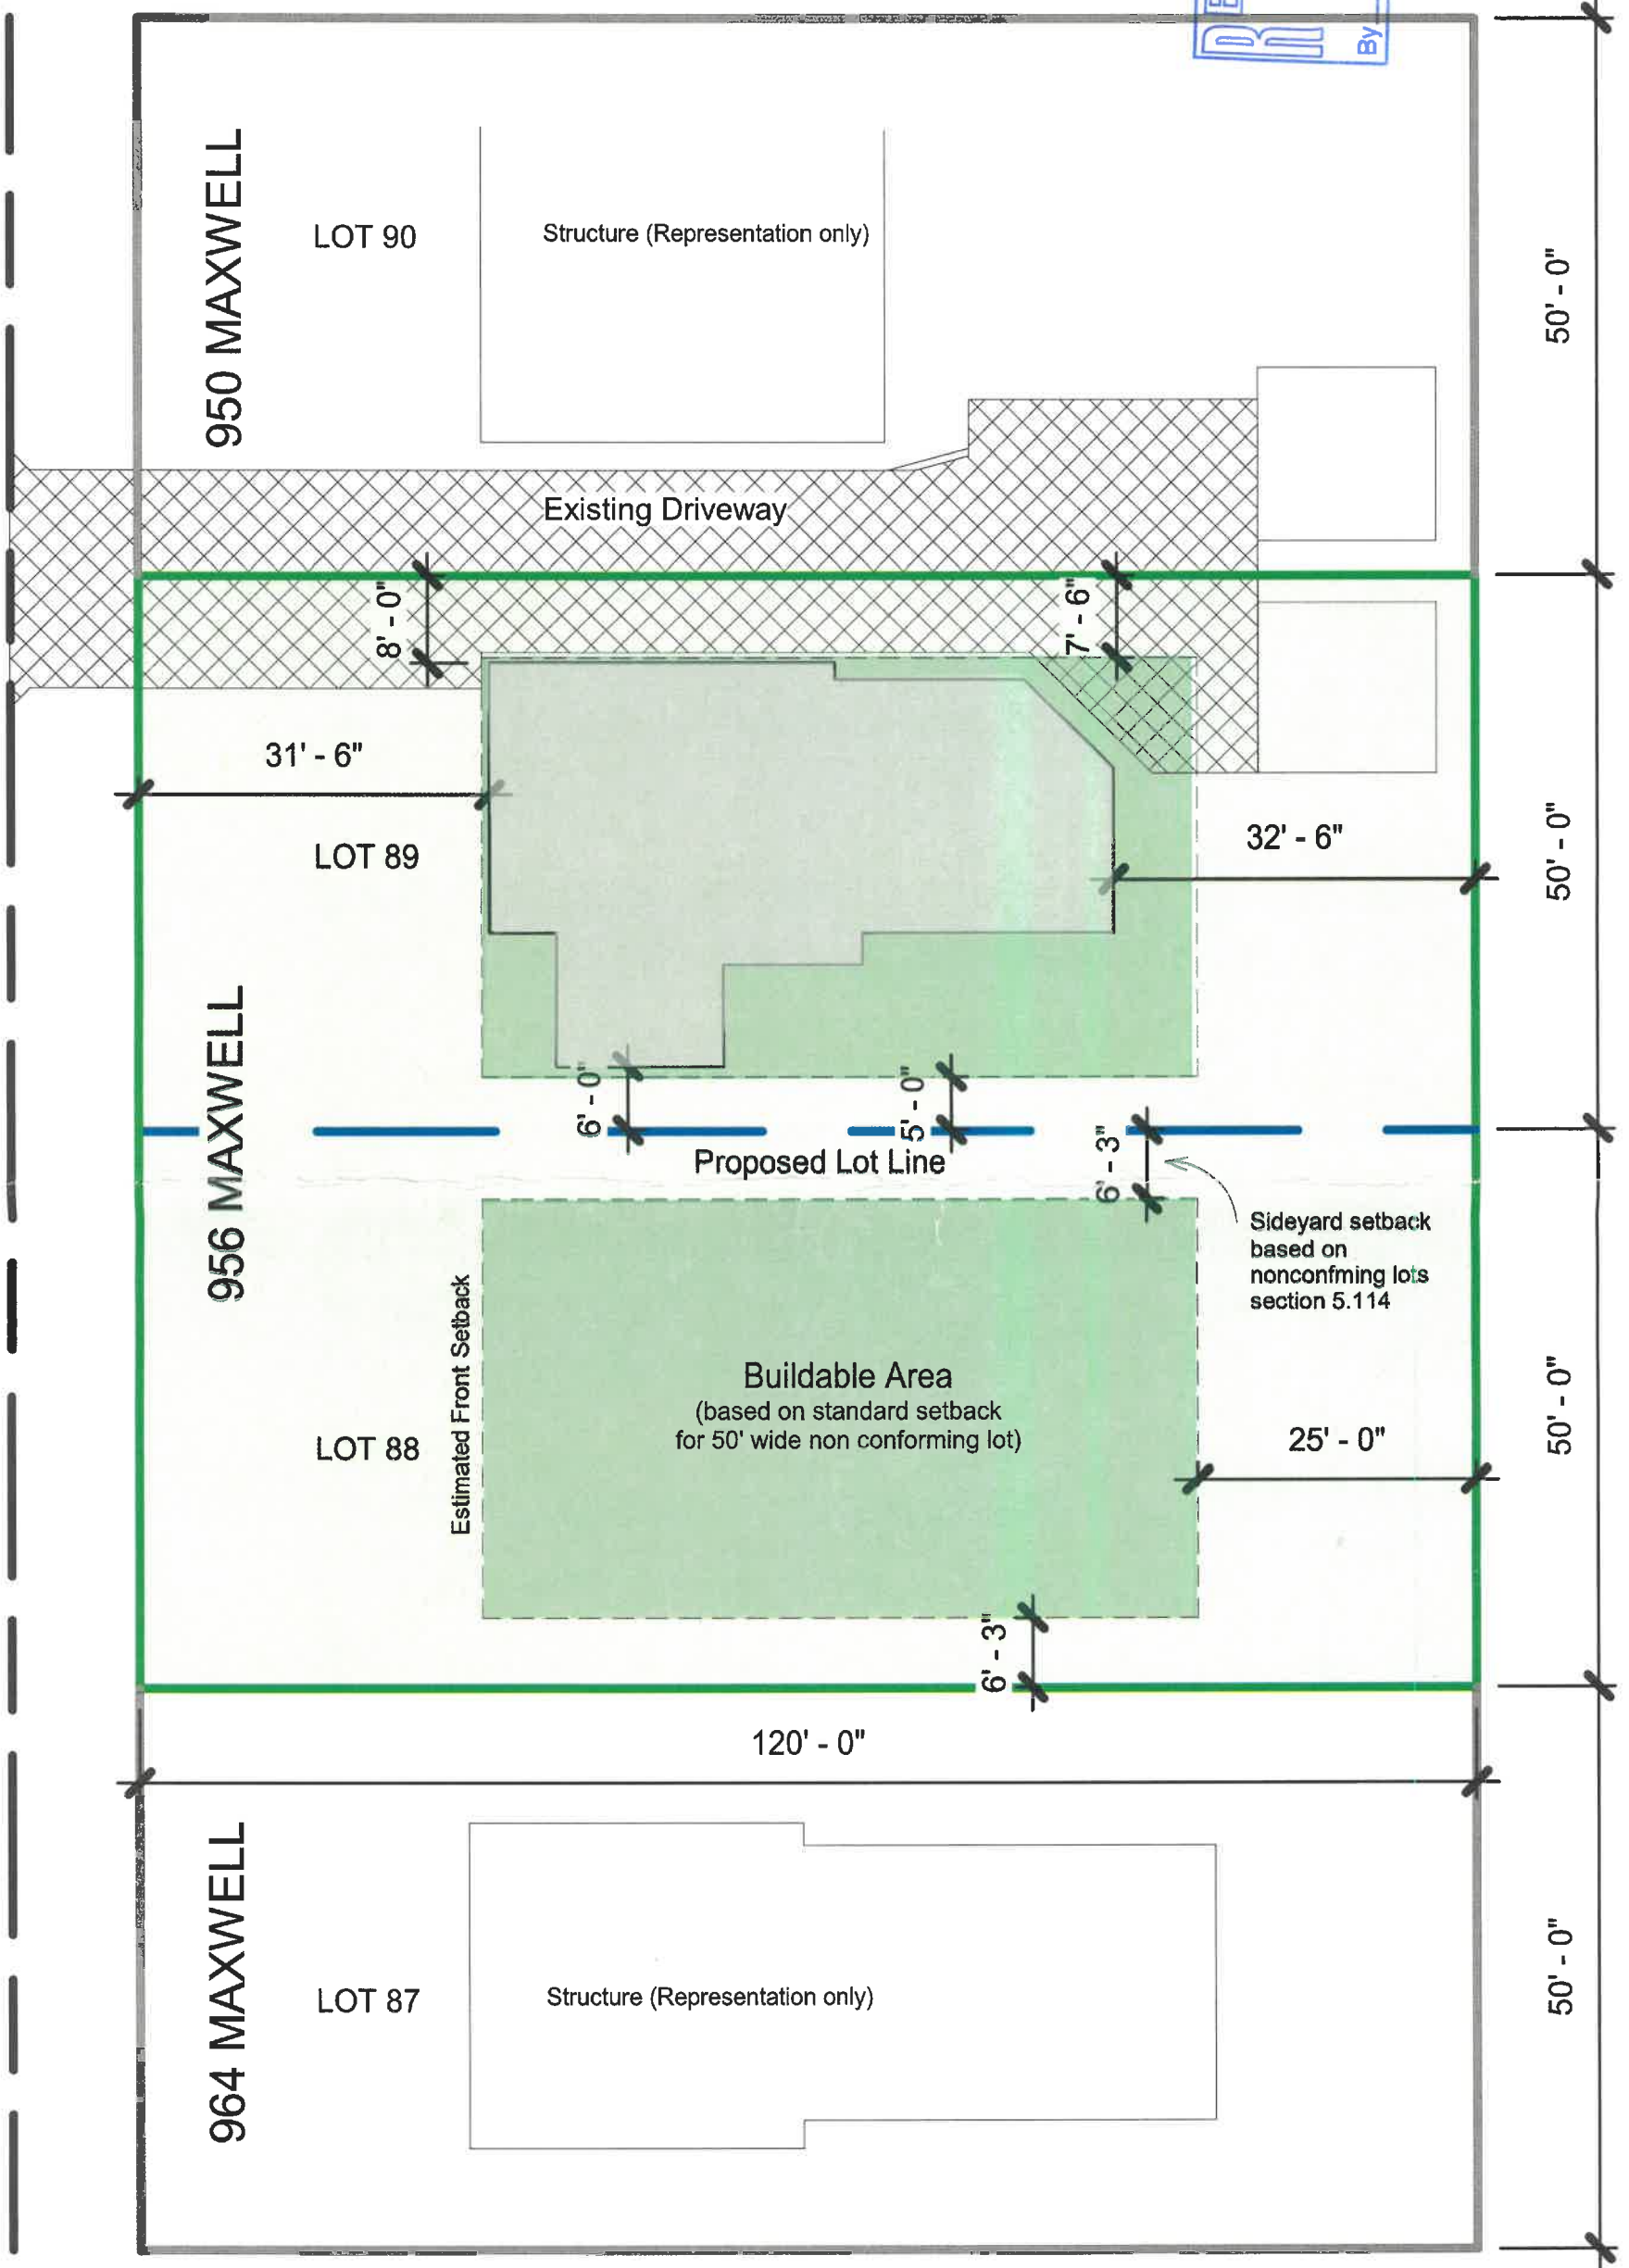 By
950 MAXWELL
LOT 90
Structure (Representation only)
50' - 0"
Existing Driveway
8' - 0"
7' - 6"
31' - 6"
LOT 89
32' - 6"
50' - 0"
956 MAXWELL
6' - 0"
5' - 0"
Proposed Lot Line
6' - 3"
Sideyard setback
based on
nonconfming lots
section 5.114
Estimated Front Setback
Buildable Area
(based on standard setback
for 50' wide non conforming lot)
LOT 88
25' - 0"
50' - 0"
6' - 3"
120' - 0"
964 MAXWELL
LOT 87
Structure (Representation only)
50' - 0"